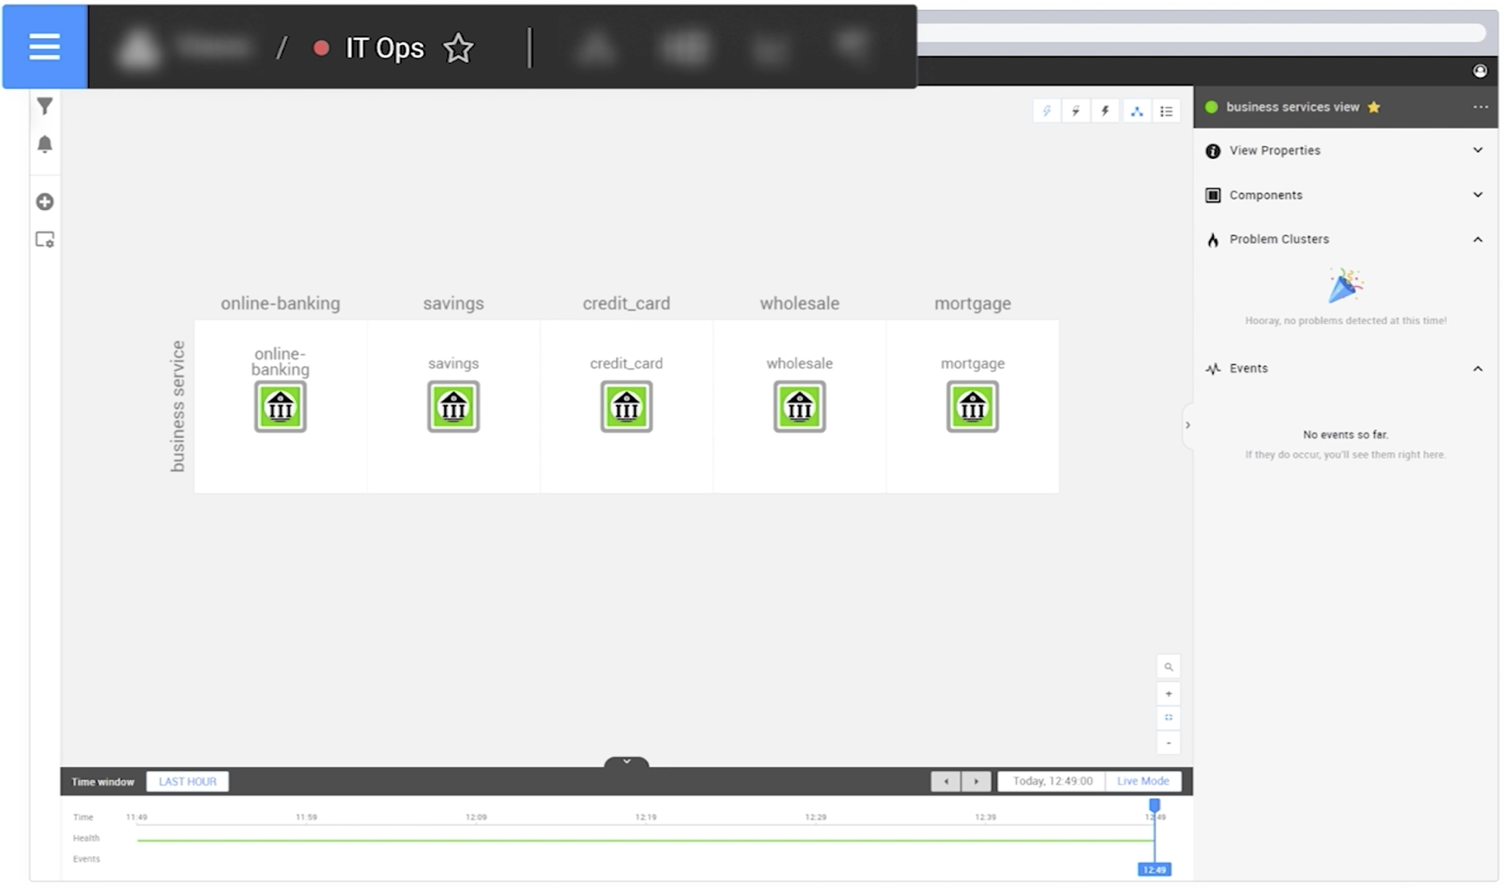 / IT Ops
business services view
View Properties
Components
Problem Clusters
Hooray, no problems detected at this time!
Events
No events so far.
If they do occur, you'll see them right here.
online-banking savings credit_card wholesale mortgage
business service
online-
banking
savings
credit_card
wholesale
mortgage
Time window LAST HOUR Today, 12:49:00 Live Mode
Time 11:49 11:59 12:09 12:19 12:29 12:39 12:49
Health
Events
12:49